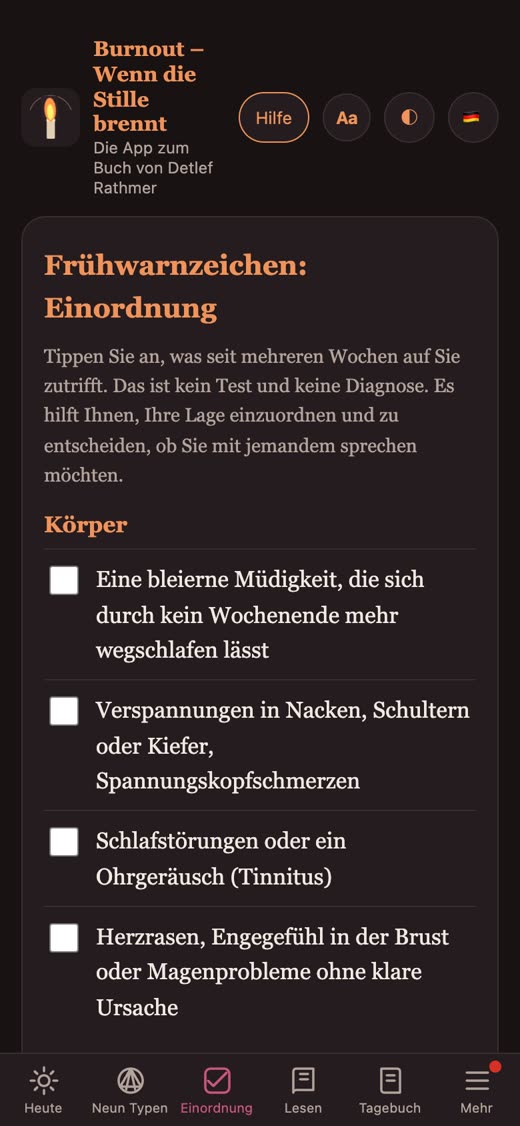 Burnout –
Wenn die
Stille
brennt
Die App zum
Buch von Detlef
Rathmer
Hilfe
Aa
Frühwarnzeichen:
Einordnung
Tippen Sie an, was seit mehreren Wochen auf Sie
zutrifft. Das ist kein Test und keine Diagnose. Es
hilft Ihnen, Ihre Lage einzuordnen und zu
entscheiden, ob Sie mit jemandem sprechen
möchten.
Körper
Eine bleierne Müdigkeit, die sich
durch kein Wochenende mehr
wegschlafen lässt
Verspannungen in Nacken, Schultern
oder Kiefer,
Spannungskopfschmerzen
Schlafstörungen oder ein
Ohrgeräusch (Tinnitus)
Herzrasen, Engegefühl in der Brust
oder Magenprobleme ohne klare
Ursache
Heute
Neun Typen
Einordnung
Lesen
Tagebuch
Mehr